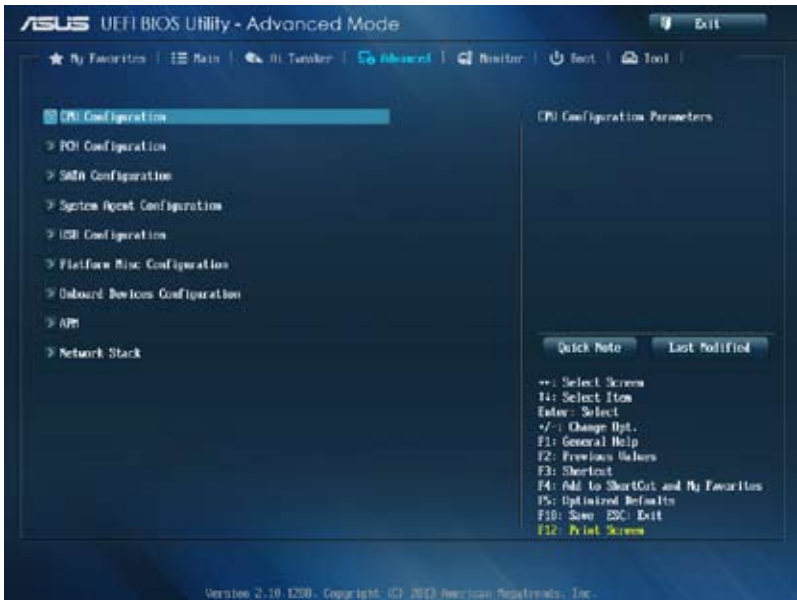 ASUS UEFI BIOS Utility - Advanced Mode
Exit
My Favorites | Main | Ai Tweaker | Advanced | Monitor | Boot | Tool |
CPU Configuration
> PCH Configuration
> SATA Configuration
> System Agent Configuration
> USB Configuration
> Platform Misc Configuration
> Onboard Devices Configuration
> APM
> Network Stack
CPU Configuration Parameters
Quick Note
Last Modified
→←: Select Screen
↑↓: Select Item
Enter: Select
+/-: Change Opt.
F1: General Help
F2: Previous Values
F3: Shortcut
F4: Add to ShortCut and My Favorites
F5: Optimized Defaults
F10: Save ESC: Exit
F12: Print Screen
Version 2.10.1208. Copyright (C) 2013 American Megatrends, Inc.